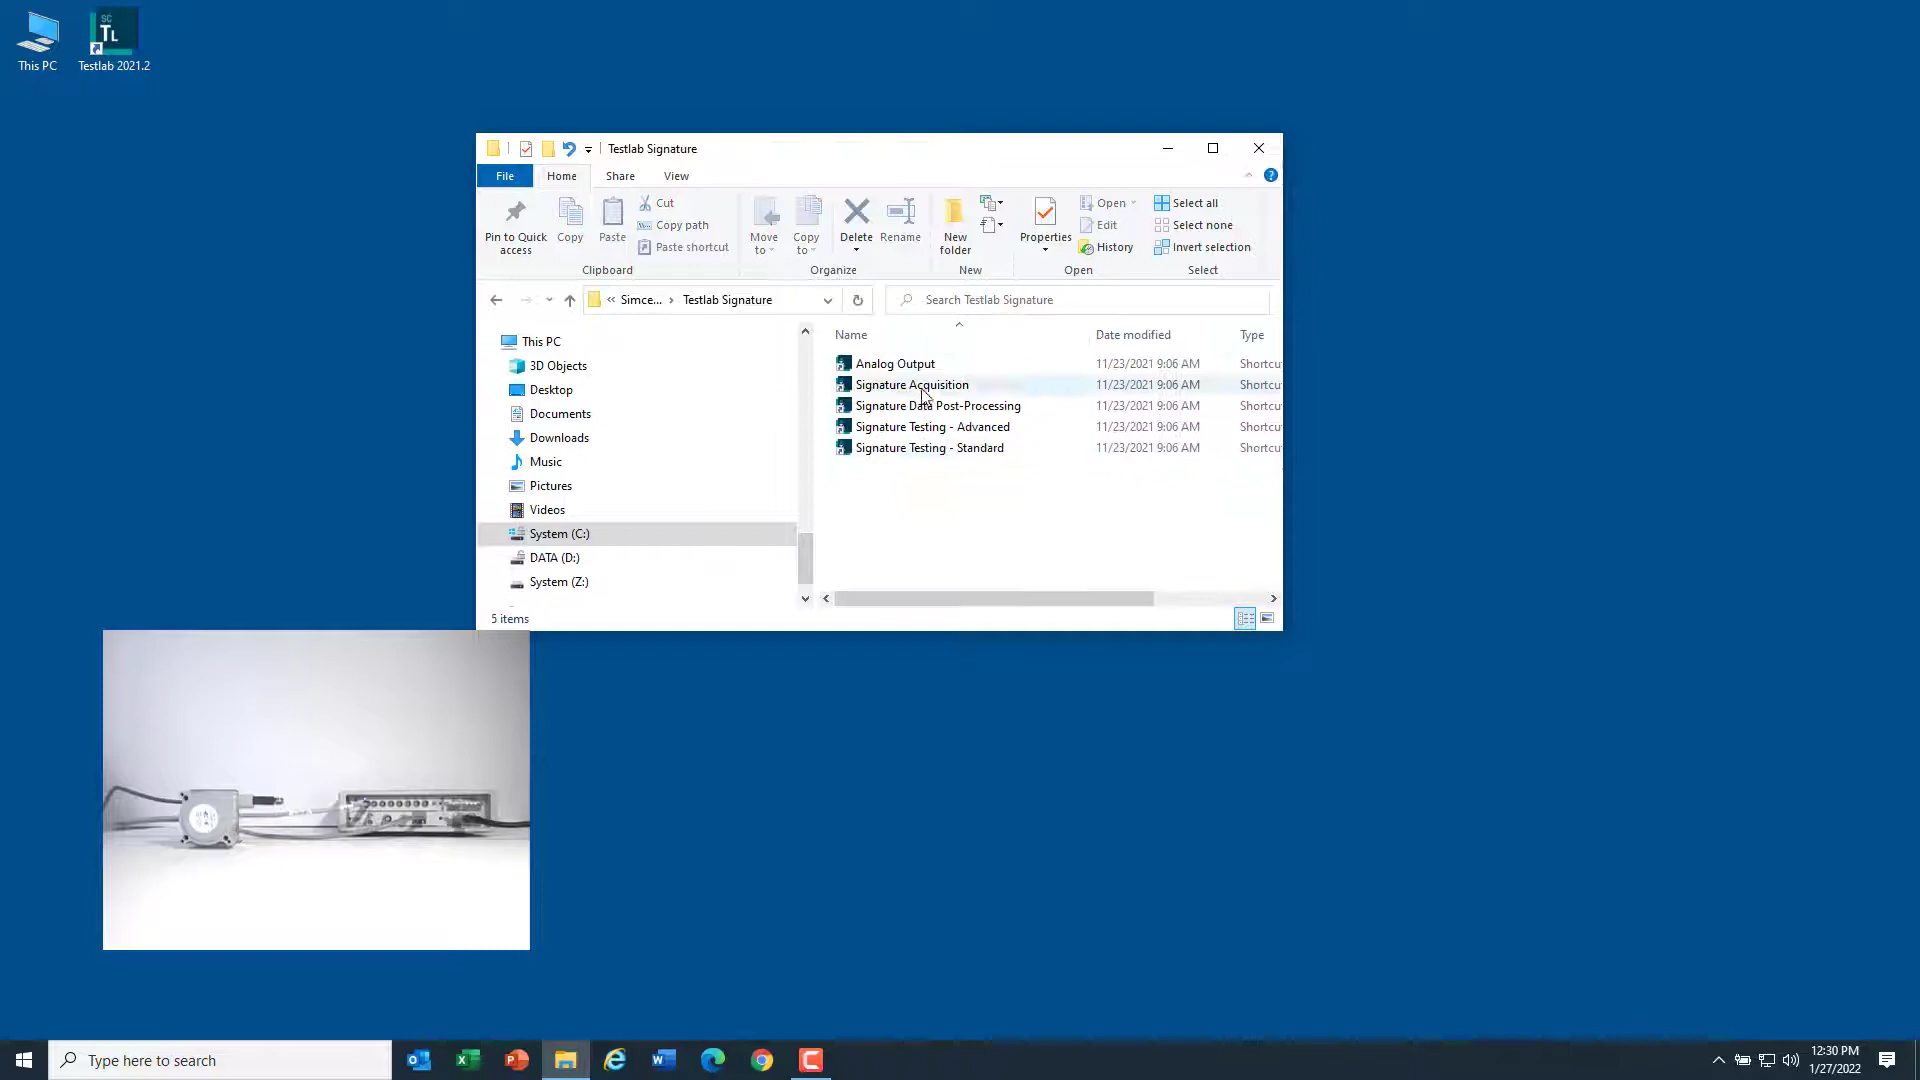 SC
TL
This PC
Testlab 2021.2
Testlab Signature
File
Home
Share
View
Pin to Quick access
Copy
Paste
Cut
Copy path
Paste shortcut
Clipboard
Move to
Copy to
Delete
Rename
Organize
New folder
New
Properties
Open
Edit
History
Open
Select all
Select none
Invert selection
Select
« Simce... › Testlab Signature
Search Testlab Signature
This PC
3D Objects
Desktop
Documents
Downloads
Music
Pictures
Videos
System (C:)
DATA (D:)
System (Z:)
Name Date modified Type
Analog Output 11/23/2021 9:06 AM Shortcu
Signature Acquisition 11/23/2021 9:06 AM Shortcu
Signature Data Post-Processing 11/23/2021 9:06 AM Shortcu
Signature Testing - Advanced 11/23/2021 9:06 AM Shortcu
Signature Testing - Standard 11/23/2021 9:06 AM Shortcu
5 items
Type here to search
12:30 PM
1/27/2022